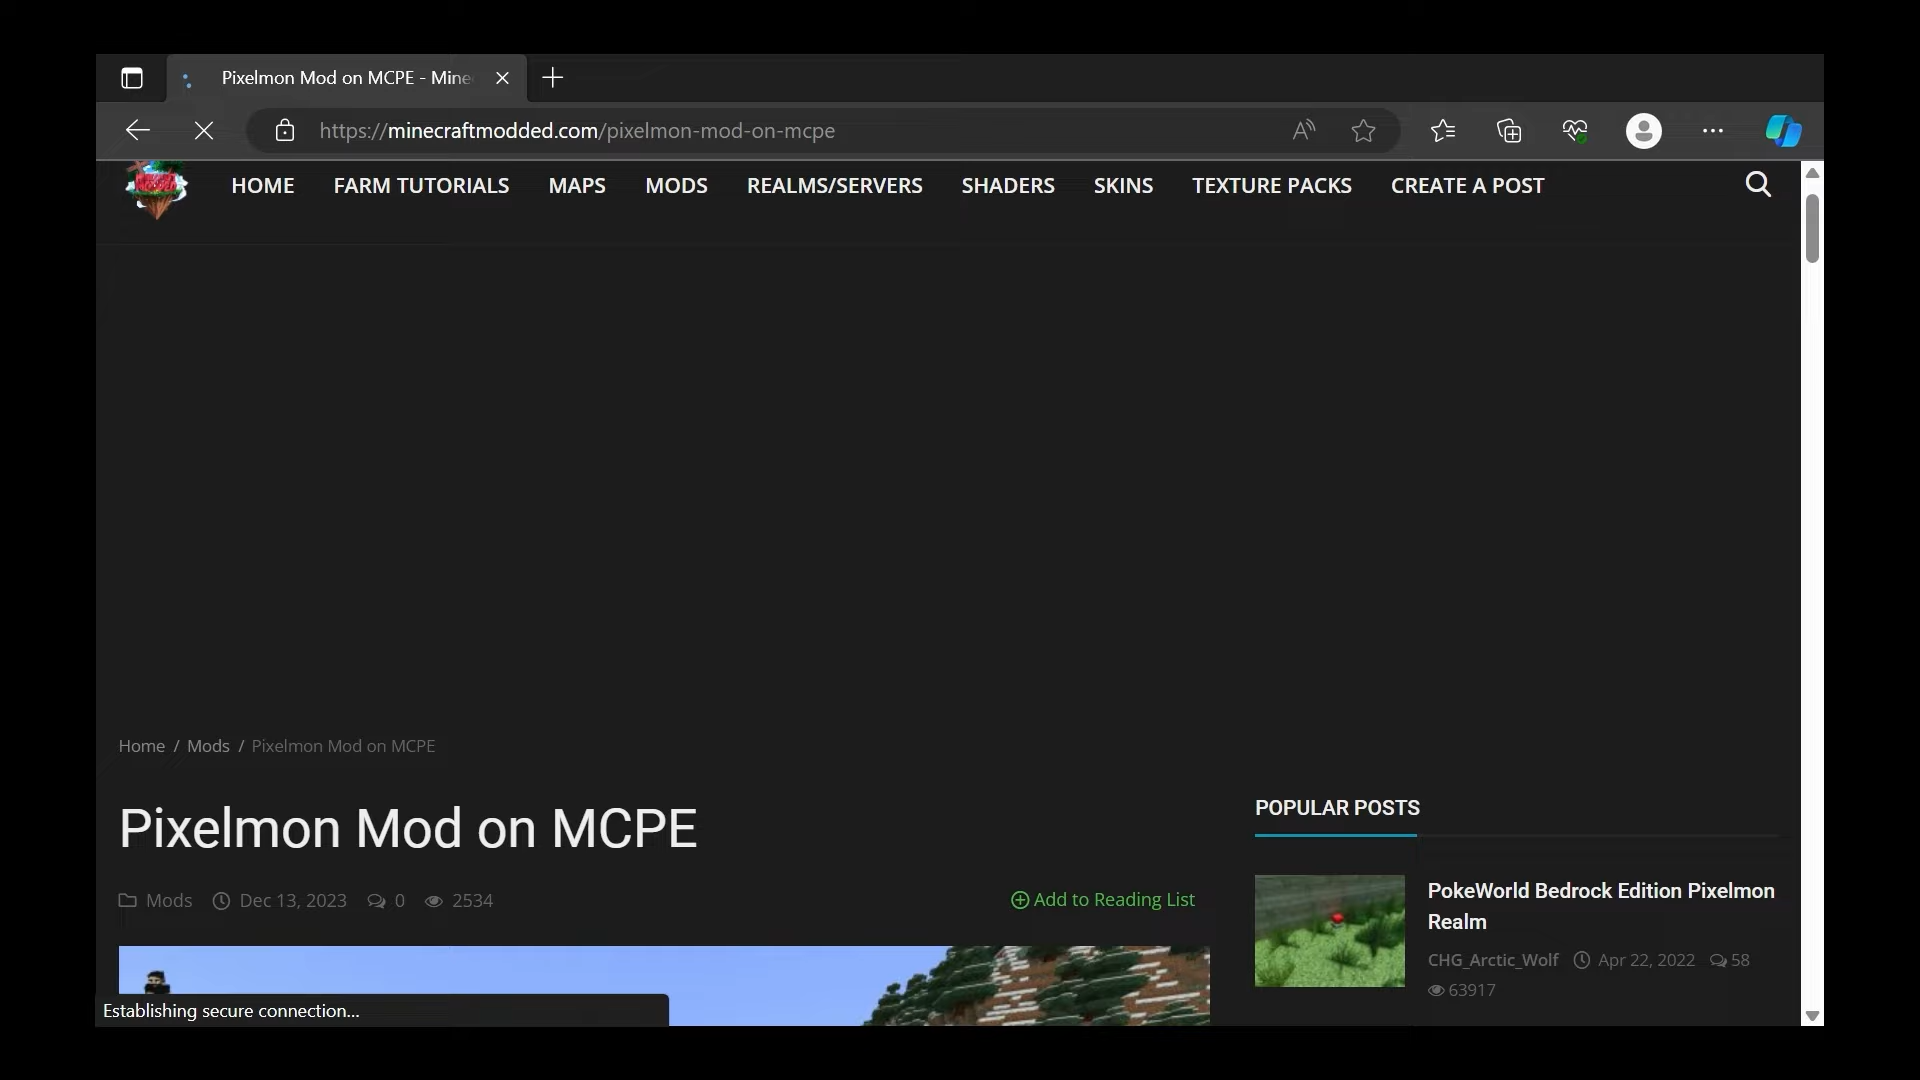 Pixelmon Mod on MCPE - Mine
https://minecraftmodded.com/pixelmon-mod-on-mcpe
HOME FARM TUTORIALS MAPS MODS REALMS/SERVERS SHADERS SKINS TEXTURE PACKS CREATE A POST
Home / Mods / Pixelmon Mod on MCPE
Pixelmon Mod on MCPE
Mods Dec 13, 2023 0 2534
Add to Reading List
POPULAR POSTS
PokeWorld Bedrock Edition Pixelmon
Realm
CHG_Arctic_Wolf Apr 22, 2022 58
63917
Establishing secure connection...